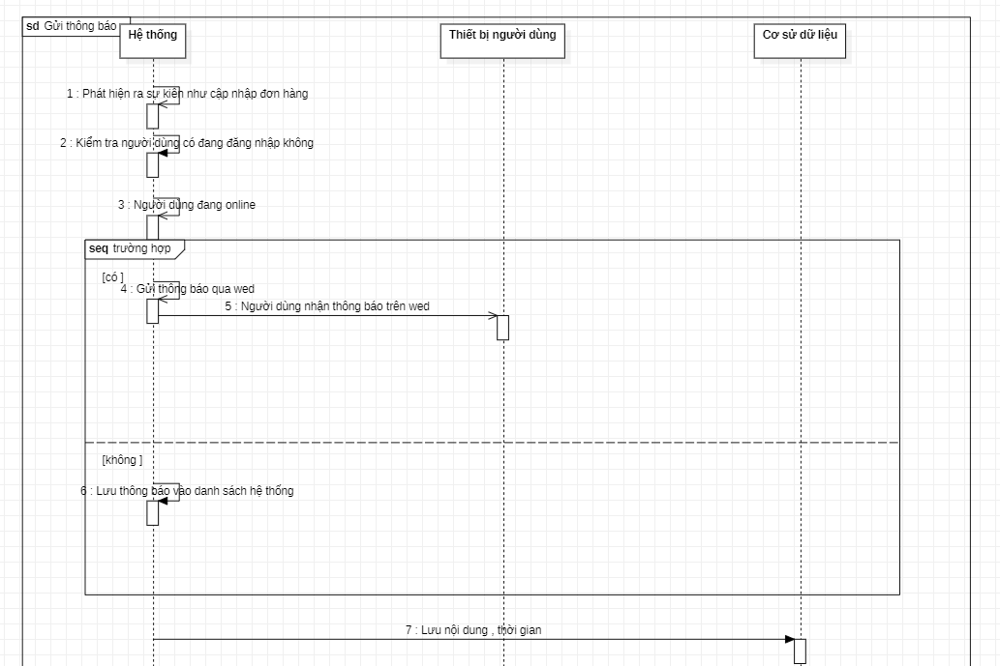 sd Gửi thông báo
Hệ thống
Thiết bị người dùng
Cơ sử dữ liệu
1 : Phát hiện ra sự kiên như cập nhập đơn hàng
2 : Kiểm tra người dùng có đang đăng nhập không
3 : Người dùng đang online
seq trường hợp
[có ]
4 : Gửi thông báo qua wed
5 : Người dùng nhận thông báo trên wed
[không ]
6 : Lưu thông báo vào danh sách hệ thống
7 : Lưu nội dung , thời gian